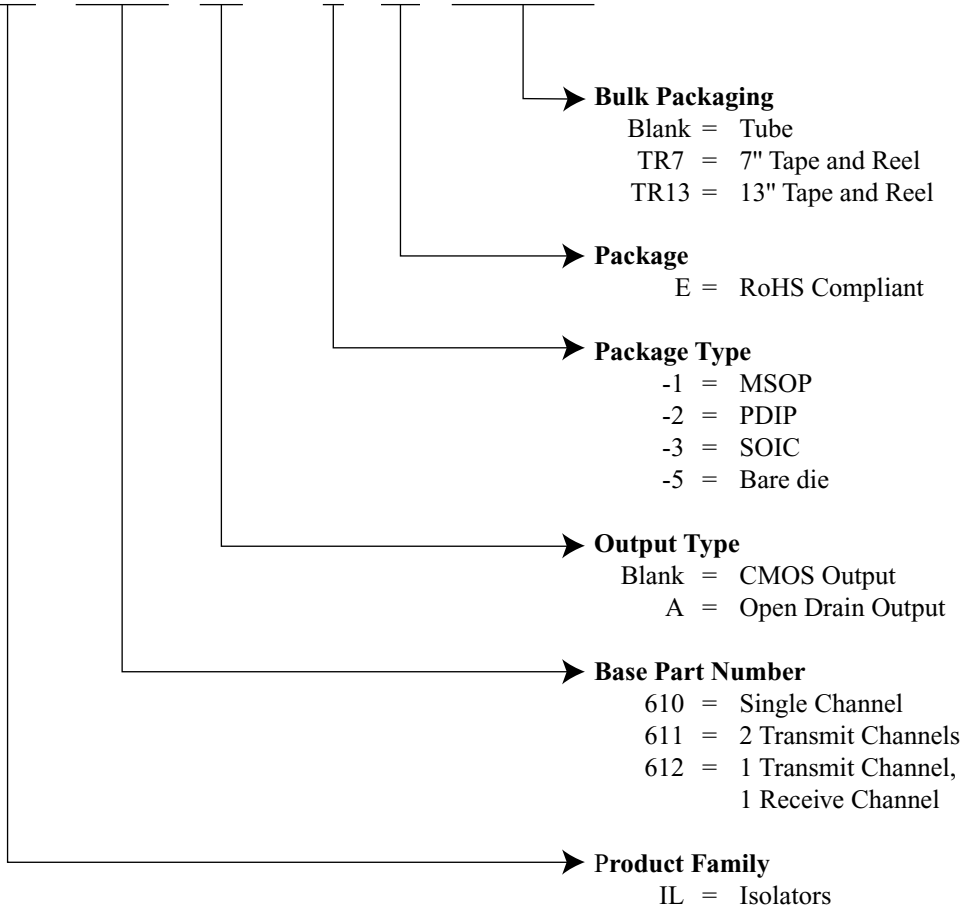 Bulk Packaging
Blank = Tube
TR7 = 7" Tape and Reel
TR13 = 13" Tape and Reel
Package
E = RoHS Compliant
Package Type
-1 = MSOP
-2 = PDIP
-3 = SOIC
-5 = Bare die
Output Type
Blank = CMOS Output
A = Open Drain Output
Base Part Number
610 = Single Channel
611 = 2 Transmit Channels
612 = 1 Transmit Channel,
1 Receive Channel
Product Family
IL = Isolators